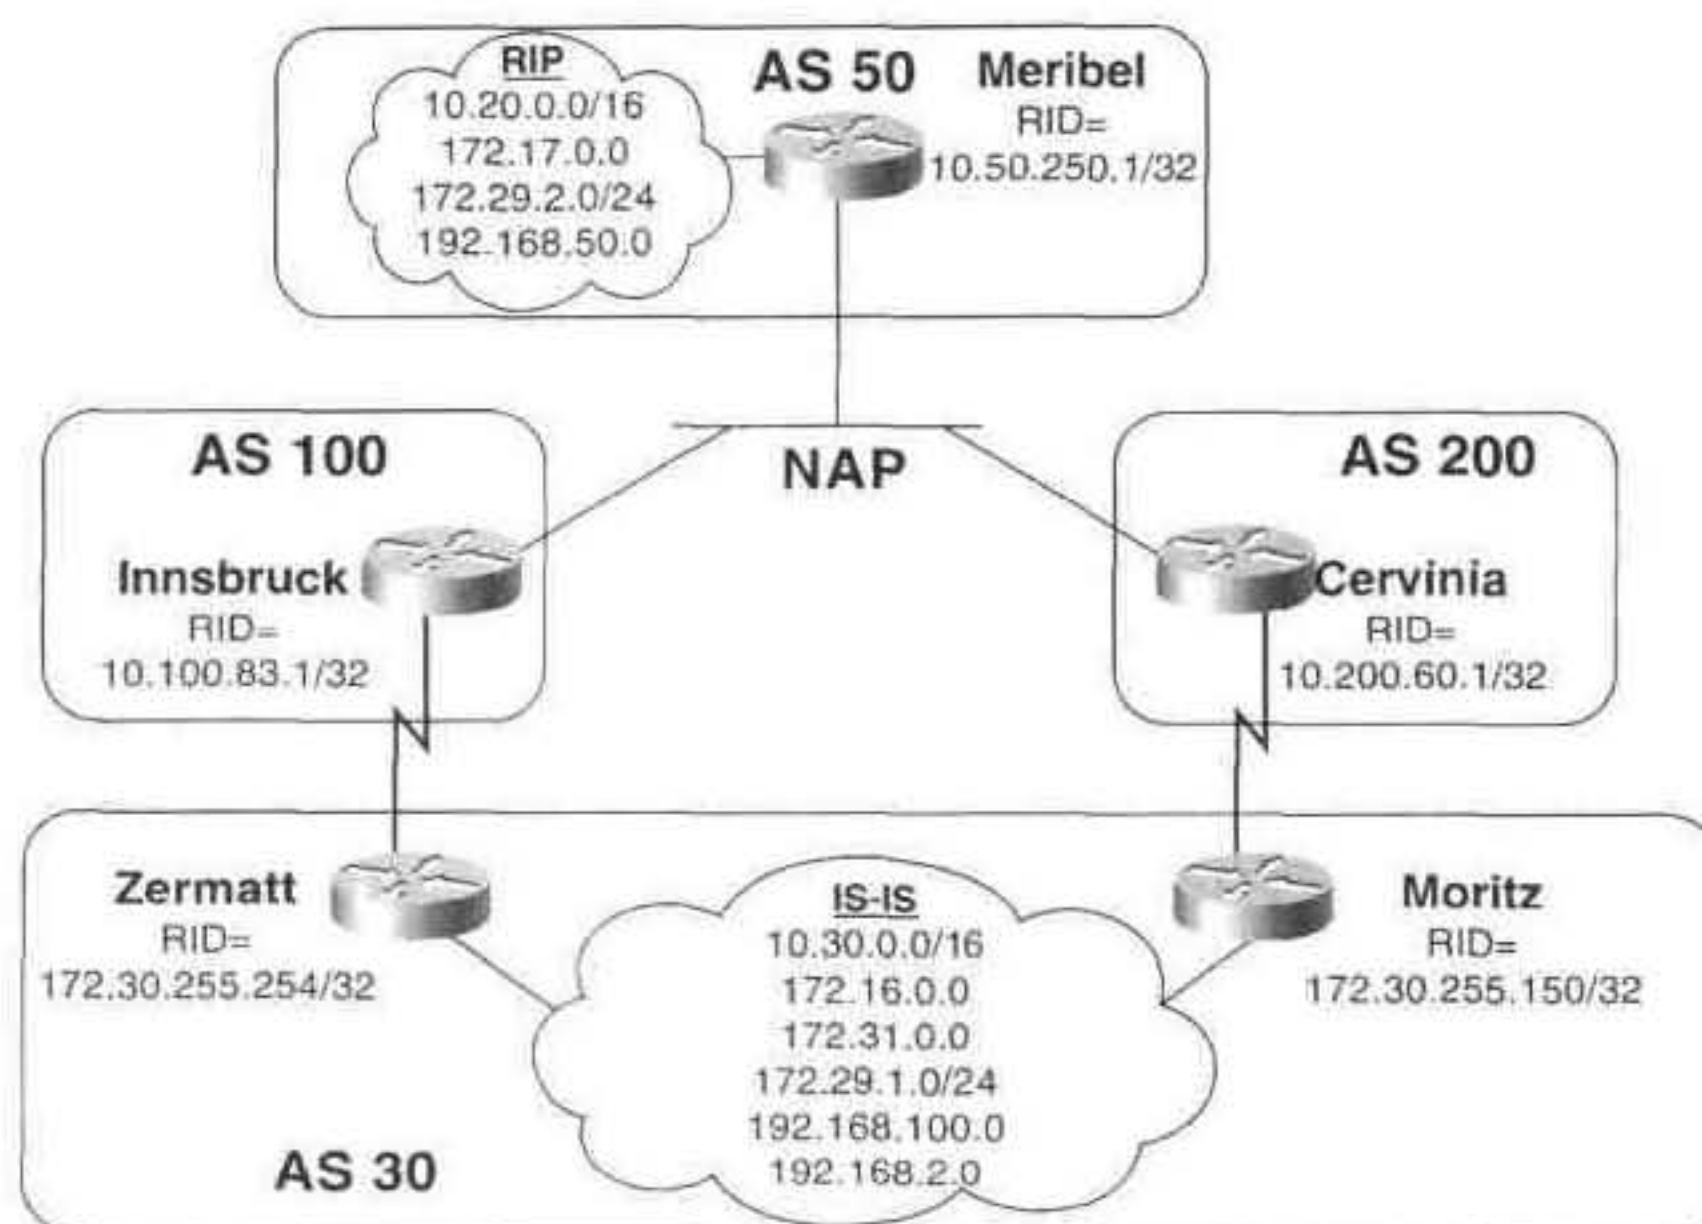 RIP
10.20.0.0/16
172.17.0.0
172.29.2.0/24
192.168.50.0
AS 50
Meribel
RID=
10.50.250.1/32
AS 100
Innsbruck
RID=
10.100.83.1/32
NAP
AS 200
Cervinia
RID=
10.200.60.1/32
Zermatt
RID=
172.30.255.254/32
IS-IS
10.30.0.0/16
172.16.0.0
172.31.0.0
172.29.1.0/24
192.168.100.0
192.168.2.0
Moritz
RID=
172.30.255.150/32
AS 30